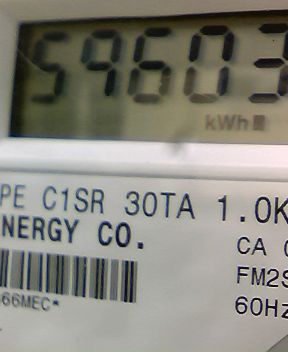 59603
kWh
PE C1SR 30TA 1.0K
NERGY CO.
CA
FM2S
66MEC*
60Hz